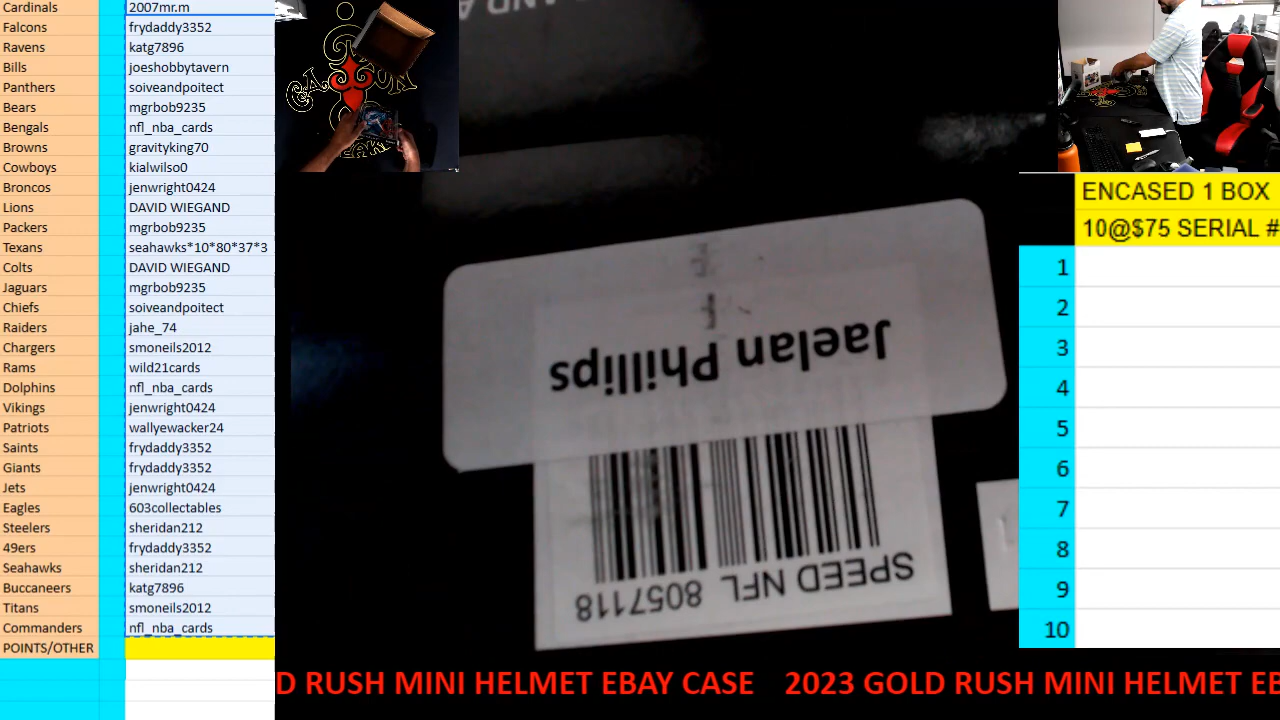 Cardinals 2007mr.m
Falcons frydaddy3352
Ravens katg7896
Bills joeshobbytavern
Panthers soiveandpoitect
Bears mgrbob9235
Bengals nfl_nba_cards
Browns gravityking70
Cowboys kialwilso0
Broncos jenwright0424
Lions DAVID WIEGAND
Packers mgrbob9235
Texans seahawks*10*80*37*3
Colts DAVID WIEGAND
Jaguars mgrbob9235
Chiefs soiveandpoitect
Raiders jahe_74
Chargers smoneils2012
Rams wild21cards
Dolphins nfl_nba_cards
Vikings jenwright0424
Patriots wallyewacker24
Saints frydaddy3352
Giants frydaddy3352
Jets jenwright0424
Eagles 603collectables
Steelers sheridan212
49ers frydaddy3352
Seahawks sheridan212
Buccaneers katg7896
Titans smoneils2012
Commanders nfl_nba_cards
POINTS/OTHER
Jaelan Phillips
SPEED NFL 8057118
ENCASED 1 BOX
10@$75 SERIAL #
1
2
3
4
5
6
7
8
9
10
D RUSH MINI HELMET EBAY CASE 2023 GOLD RUSH MINI HELMET EB